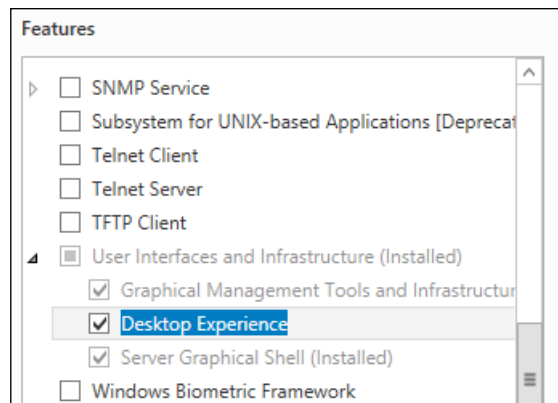 Features
SNMP Service
Subsystem for UNIX-based Applications [Deprecat
Telnet Client
Telnet Server
TFTP Client
User Interfaces and Infrastructure (Installed)
Graphical Management Tools and Infrastructur
Desktop Experience
Server Graphical Shell (Installed)
Windows Biometric Framework